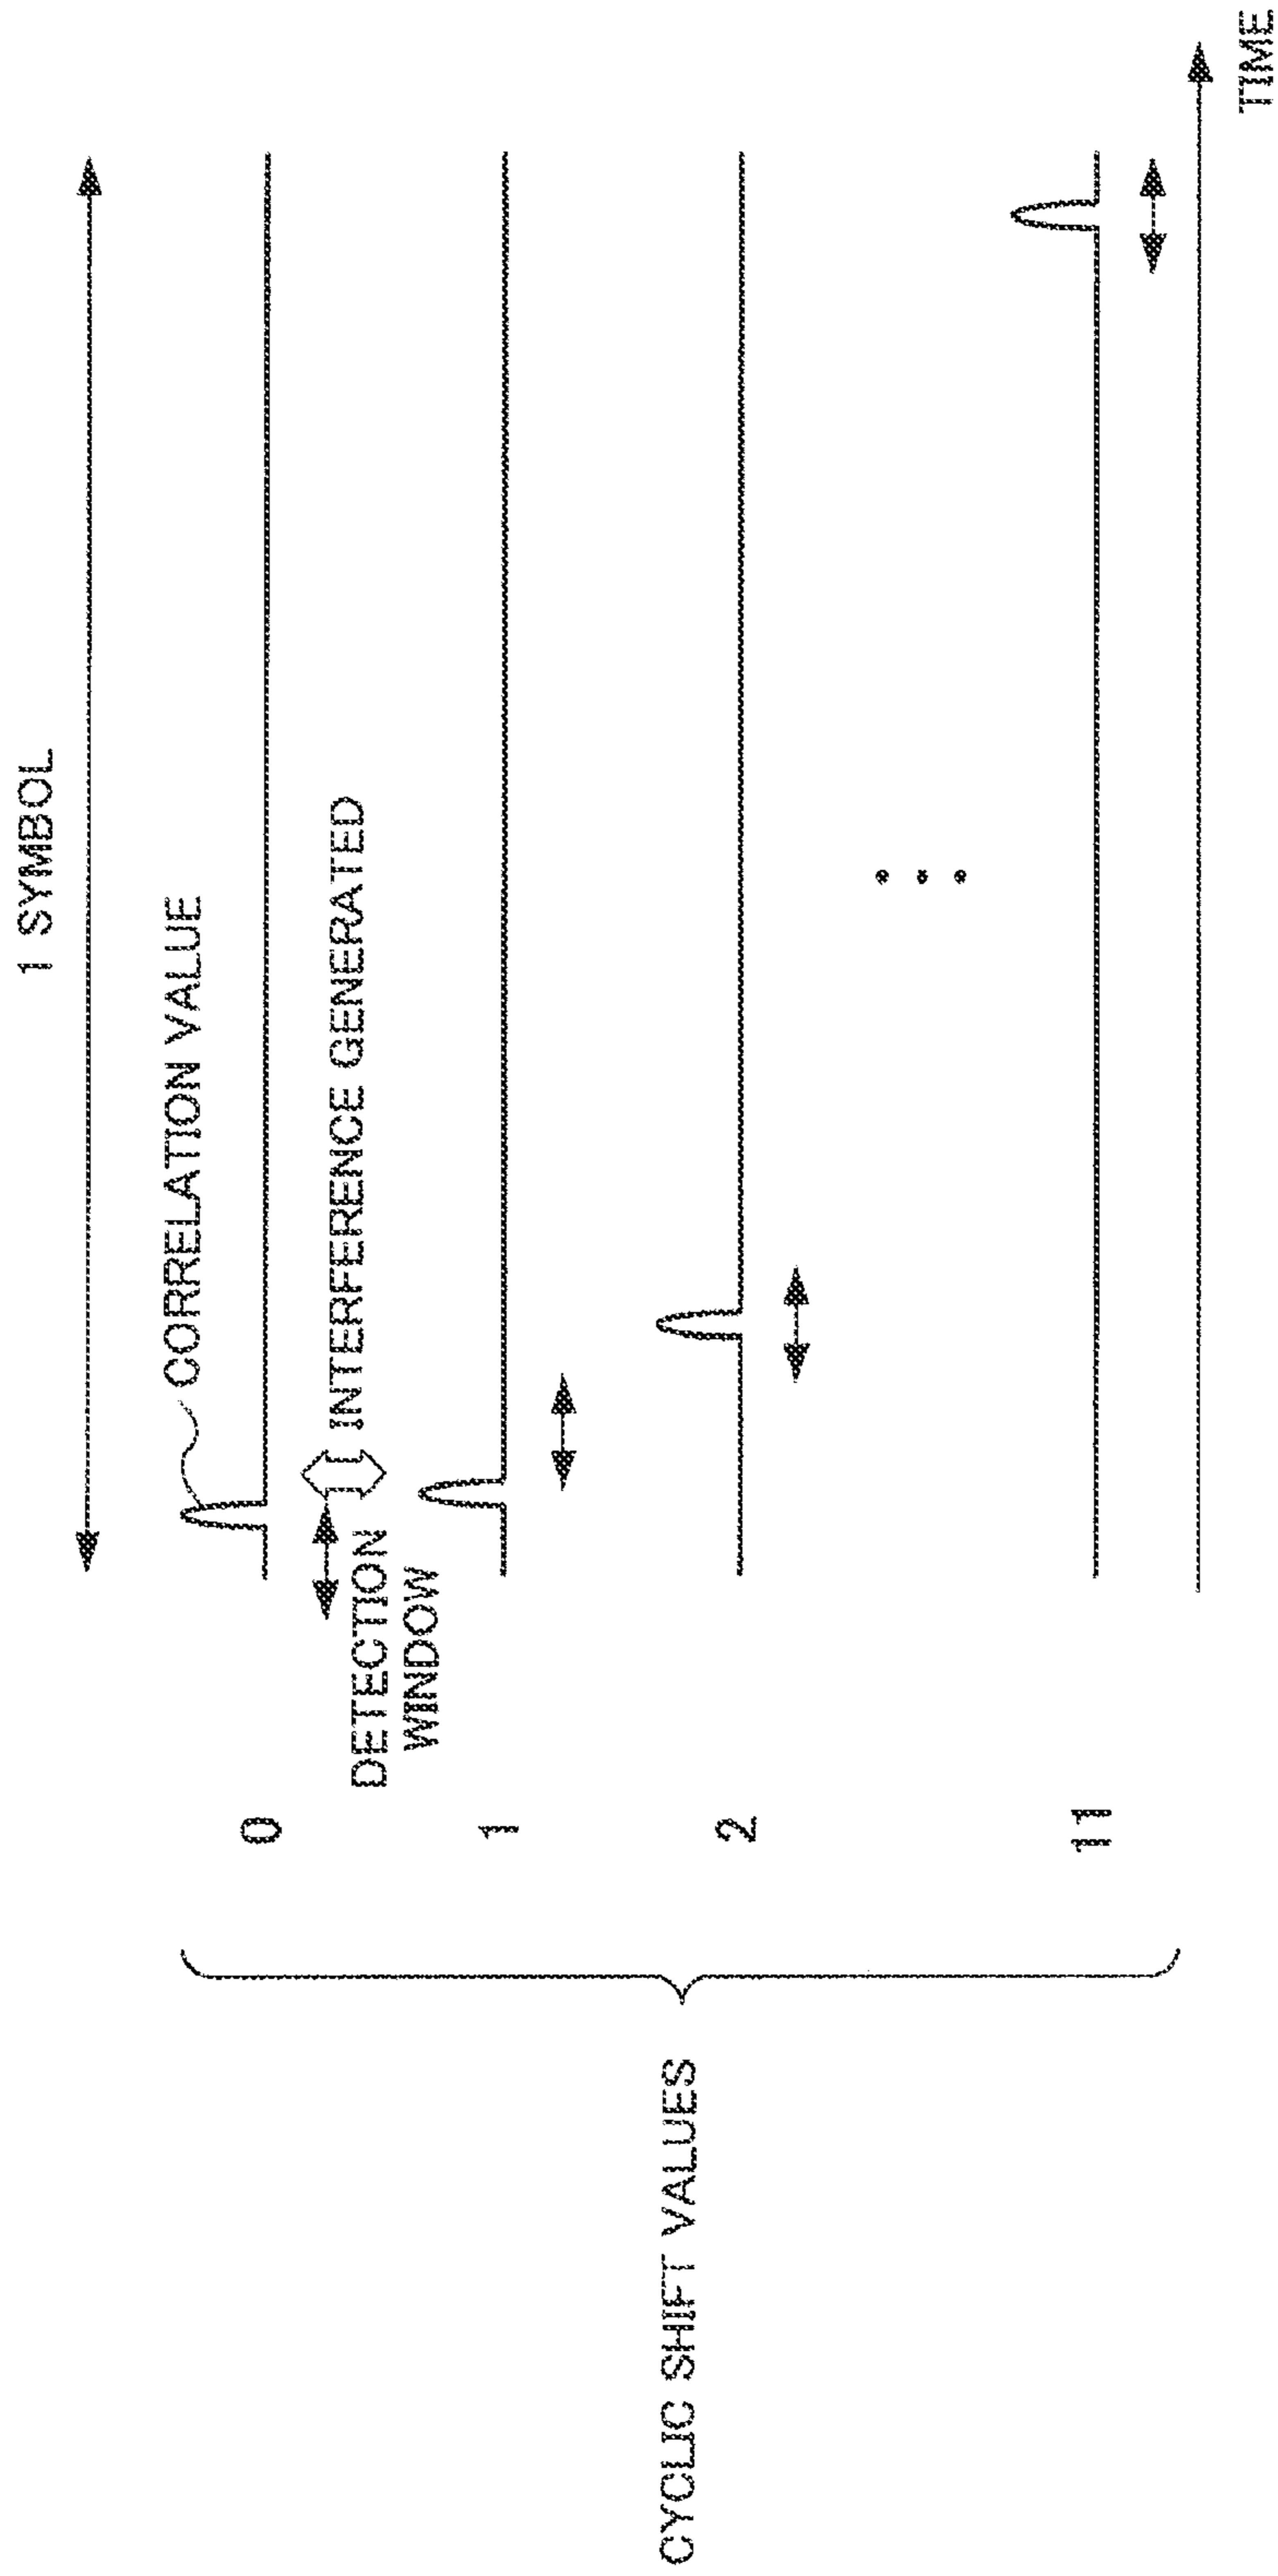 1 SYMBOL
CORRELATION VALUE
0
INTERFERENCE GENERATED
DETECTION
WINDOW
1
2
CYCLIC SHIFT VALUES
11
TIME